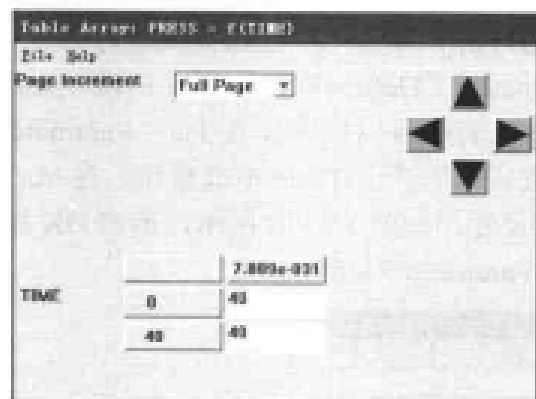 Table Array: PRESS = f(TIME)
File Help
Page Increment Full Page
7.889e-031
TIME 0 40
40 40